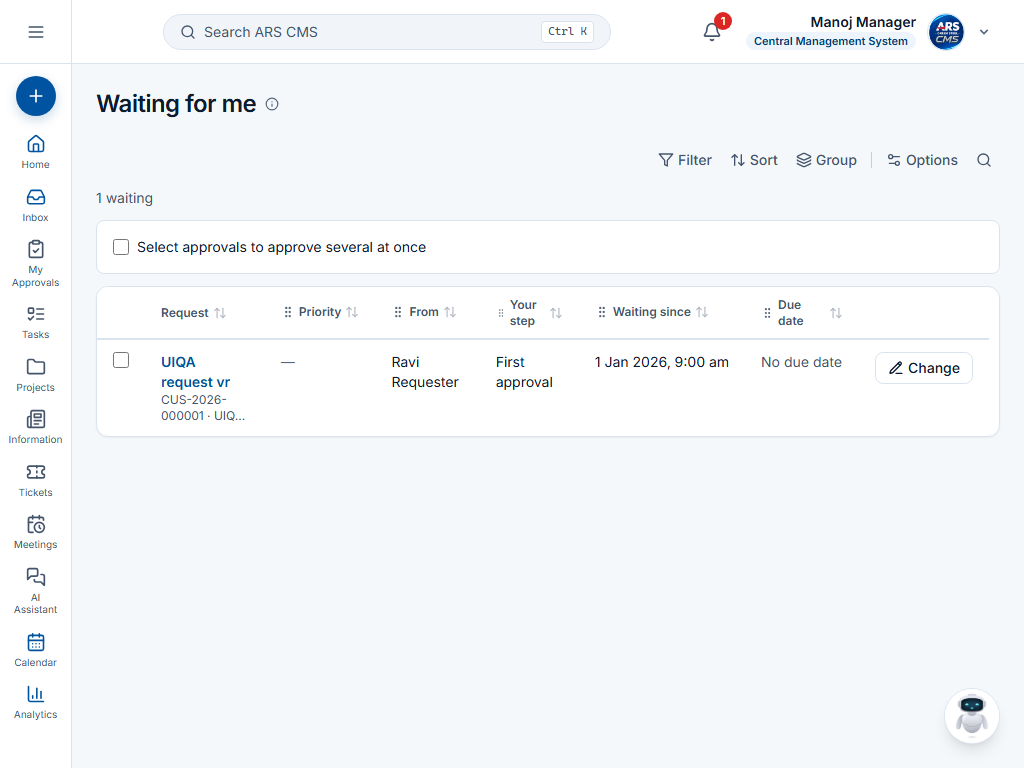 Search ARS CMS
Ctrl K
1
Manoj Manager
Central Management System
ARS
CMS
Home
Inbox
My
Approvals
Tasks
Projects
Information
Tickets
Meetings
AI
Assistant
Calendar
Analytics
Waiting for me
Filter
Sort
Group
Options
1 waiting
Select approvals to approve several at once
Request
Priority
From
Your
step
Waiting since
Due
date
UIQA
request vr
CUS-2026-
000001 · UIQ...
—
Ravi
Requester
First
approval
1 Jan 2026, 9:00 am
No due date
Change